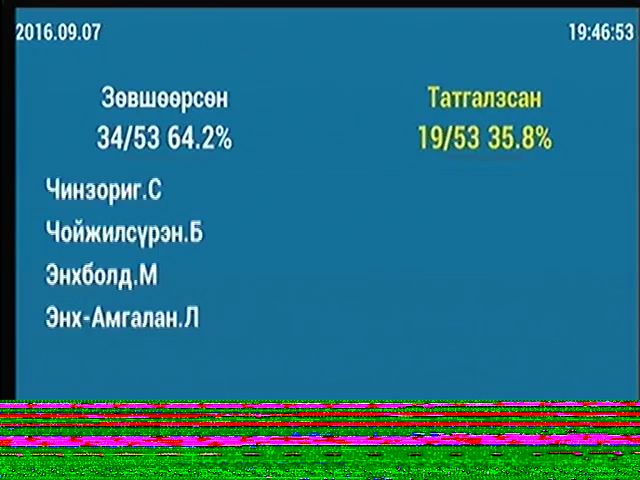 2016.09.07 19:46:53
Зөвшөөрсөн Татгалзсан
34/53 64.2% 19/53 35.8%
Чинзориг.С
Чойжилсүрэн.Б
Энхболд.М
Энх-Амгалан.Л